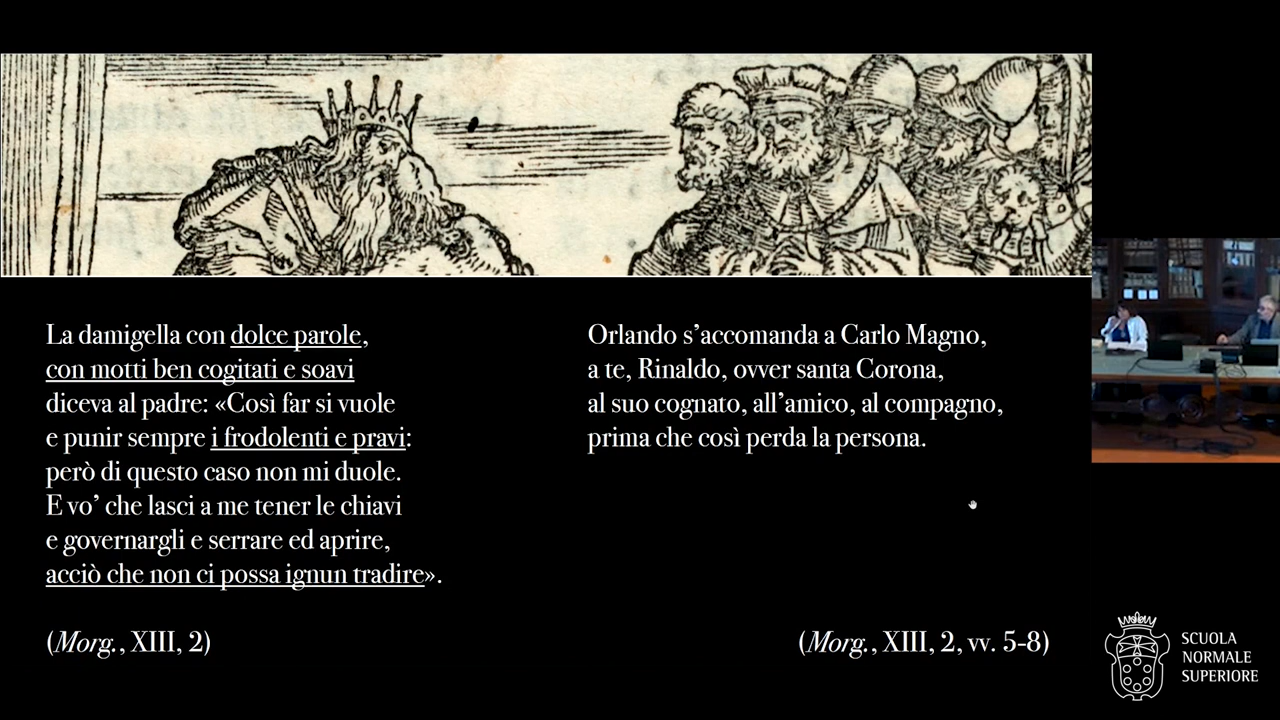 La damigella con dolce parole,
con motti ben cogitati e soavi
diceva al padre: «Così far si vuole
e punir sempre i frodolenti e pravi:
però di questo caso non mi duole.
E vo’ che lasci a me tener le chiavi
e governargli e serrare ed aprire,
acciò che non ci possa ignun tradire».
(Morg., XIII, 2)
Orlando s’accomanda a Carlo Magno,
a te, Rinaldo, ovver santa Corona,
al suo cognato, all’amico, al compagno,
prima che così perda la persona.
(Morg., XIII, 2, vv. 5-8)
SCUOLA
NORMALE
SUPERIORE